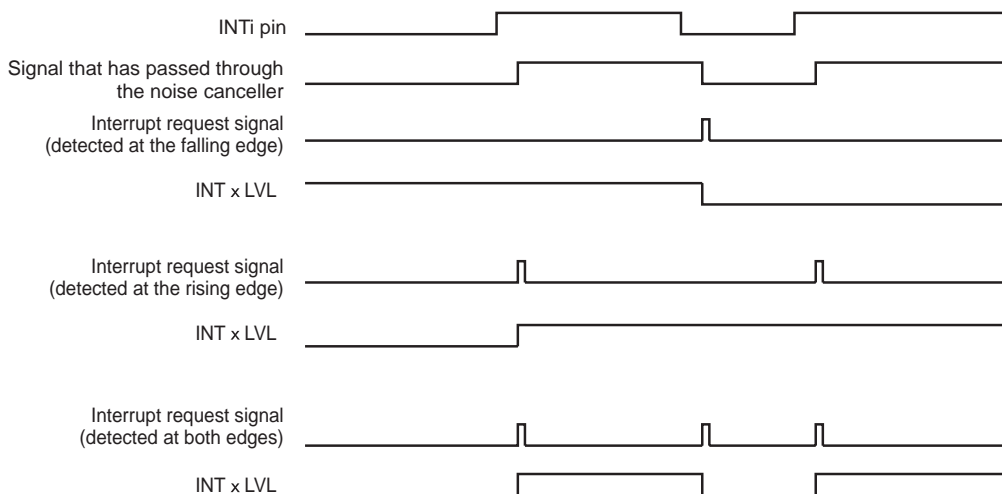 INTi pin
Signal that has passed through
the noise canceller
Interrupt request signal
(detected at the falling edge)
INT x LVL
Interrupt request signal
(detected at the rising edge)
INT x LVL
Interrupt request signal
(detected at both edges)
INT x LVL